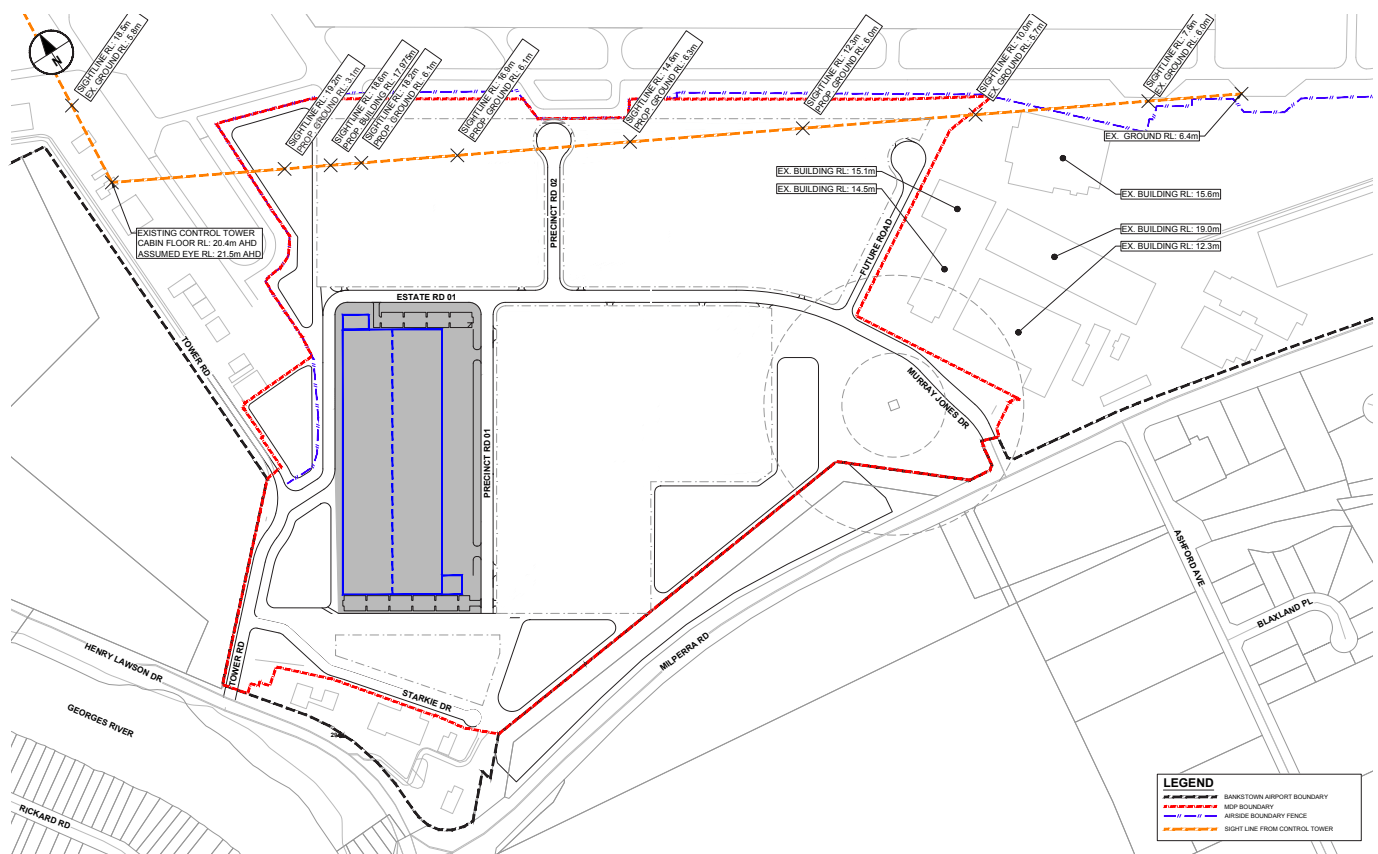 N
SIGHTLINE RL: 18.5m
EX. GROUND RL: 5.8m
SIGHTLINE RL: 19.2m
PROP. GROUND RL: 3.1m
SIGHTLINE RL: 18.6m
PROP. BUILDING RL: 17.975m
SIGHTLINE RL: 18.2m
PROP. GROUND RL: 6.1m
SIGHTLINE RL: 16.9m
PROP. GROUND RL: 6.1m
SIGHTLINE RL: 14.6m
PROP. GROUND RL: 6.3m
SIGHTLINE RL: 12.3m
PROP. GROUND RL: 6.0m
SIGHTLINE RL: 10.0m
EX. GROUND RL: 5.7m
SIGHTLINE RL: 7.6m
EX. GROUND RL: 6.0m
EX. GROUND RL: 6.4m
EX. BUILDING RL: 15.1m
EX. BUILDING RL: 14.5m
EX. BUILDING RL: 15.6m
EX. BUILDING RL: 19.0m
EX. BUILDING RL: 12.3m
EXISTING CONTROL TOWER
CABIN FLOOR RL: 20.4m AHD
ASSUMED EYE RL: 21.5m AHD
PRECINCT RD 02
FUTURE ROAD
ESTATE RD 01
TOWER RD
MURRAY JONES DR
PRECINCT RD 01
ASHFORD AVE
BLAXLAND PL
MILPERRA RD
TOWER RD
HENRY LAWSON DR
STARKIE DR
GEORGES RIVER
RICKARD RD
LEGEND
BANKSTOWN AIRPORT BOUNDARY
MDP BOUNDARY
AIRSIDE BOUNDARY FENCE
SIGHT LINE FROM CONTROL TOWER